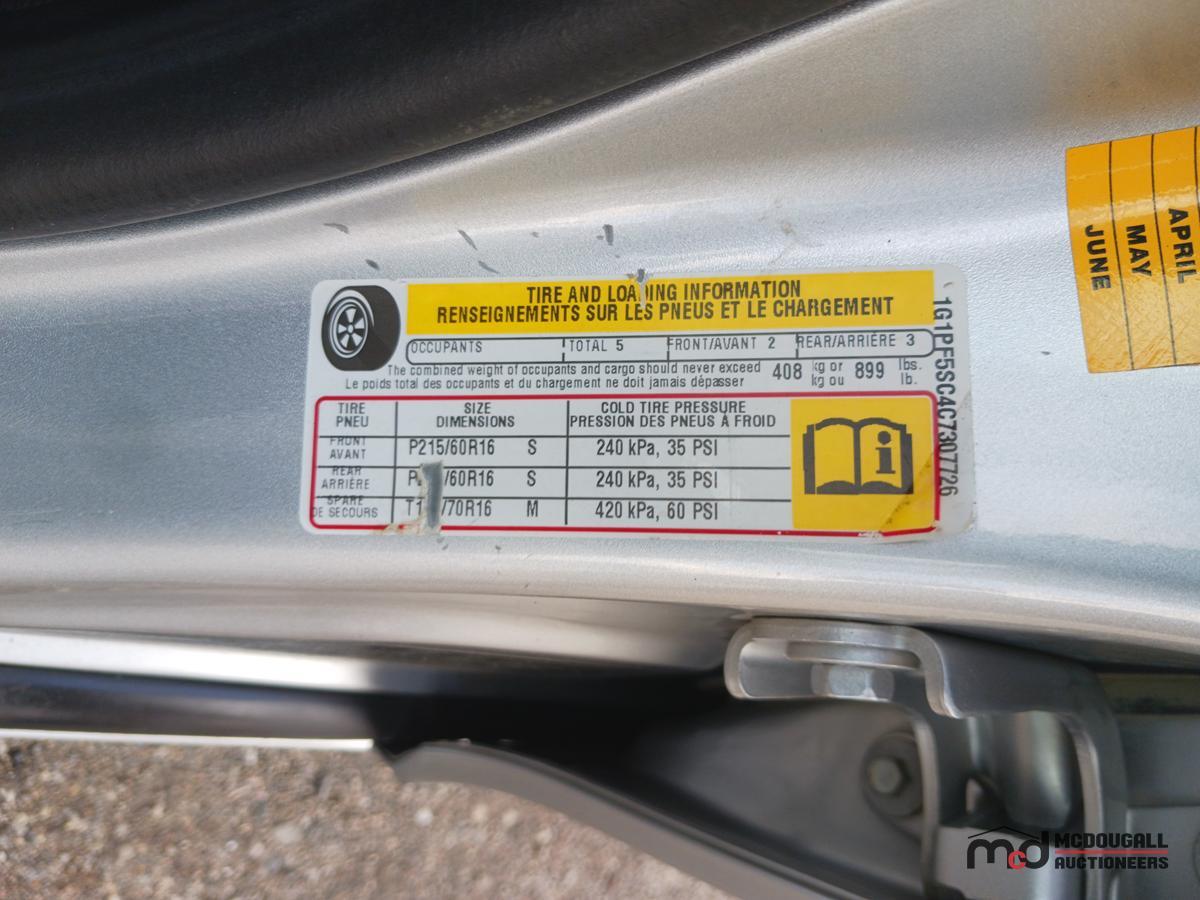 TIRE AND LOADING INFORMATION
RENSEIGNEMENTS SUR LES PNEUS ET LE CHARGEMENT
OCCUPANTS TOTAL 5 FRONT/AVANT 2 REAR/ARRIÈRE 3
The combined weight of occupants and cargo should never exceed 408 kg or 899 lbs.
Le poids total des occupants et du chargement ne doit jamais dépasser kg ou lb.
TIRE SIZE COLD TIRE PRESSURE
PNEU DIMENSIONS PRESSION DES PNEUS À FROID
FRONT
AVANT P215/60R16 S 240 kPa, 35 PSI
REAR
ARRIÈRE /60R16 S 240 kPa, 35 PSI
SPARE
DE SECOURS /70R16 M 420 kPa, 60 PSI
1G1PF5SC4C7307726
APRIL
MAY
JUNE
mcd MCDOUGALL
AUCTIONEERS